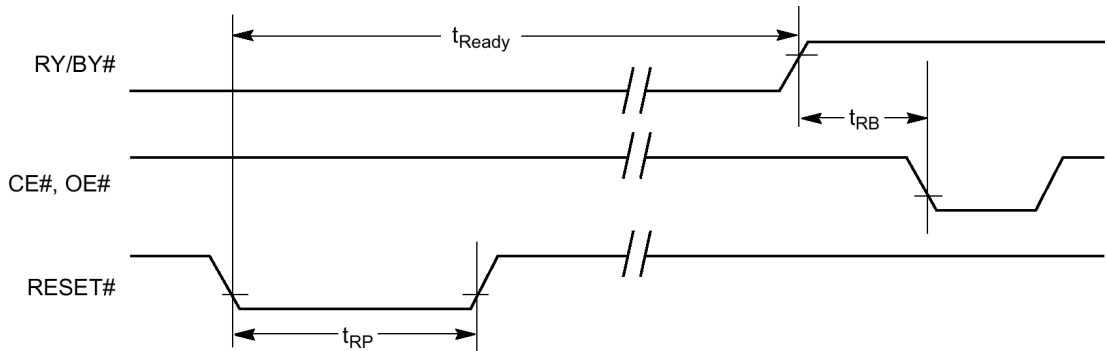 tReady
RY/BY#
tRB
CE#, OE#
RESET#
tRP